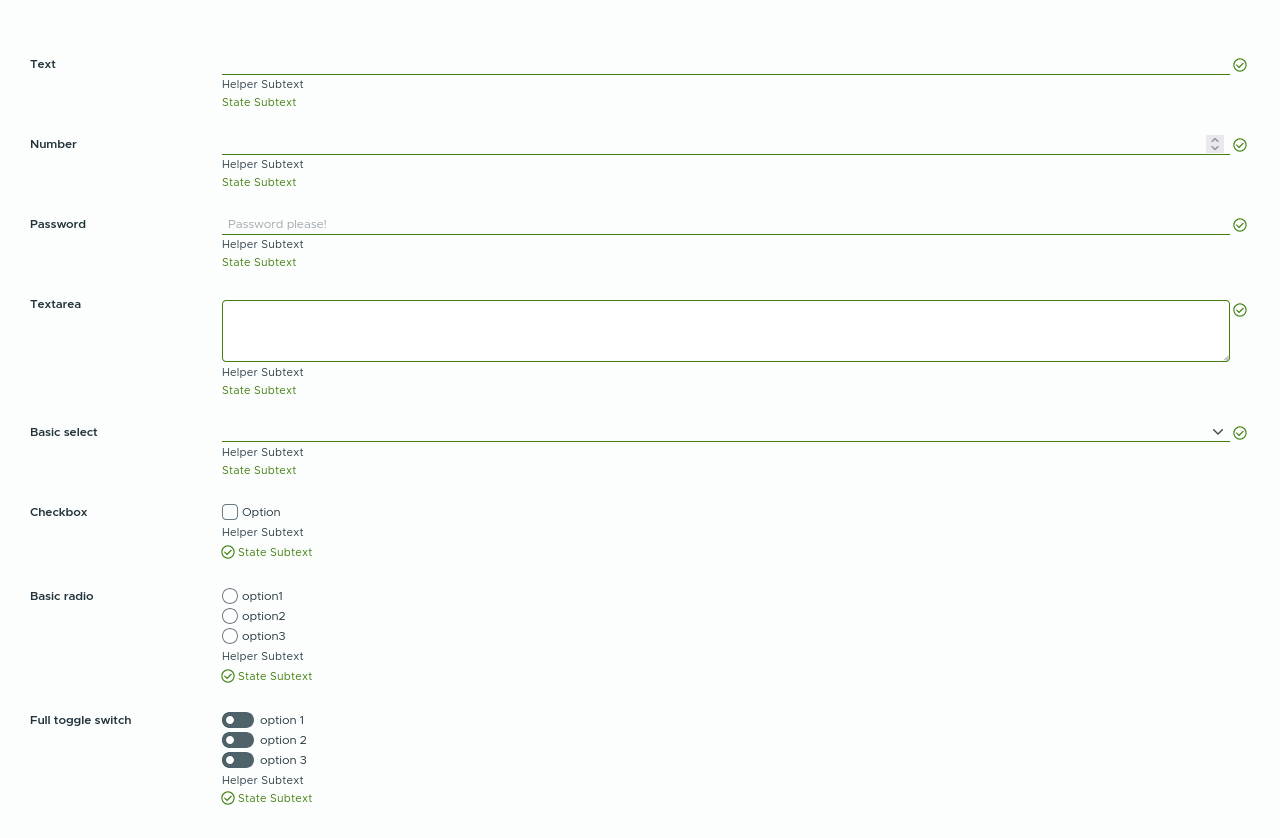 Text
Helper Subtext
State Subtext
Number
Helper Subtext
State Subtext
Password
Password please!
Helper Subtext
State Subtext
Textarea
Helper Subtext
State Subtext
Basic select
Helper Subtext
State Subtext
Checkbox
Option
Helper Subtext
State Subtext
Basic radio
option1
option2
option3
Helper Subtext
State Subtext
Full toggle switch
option 1
option 2
option 3
Helper Subtext
State Subtext